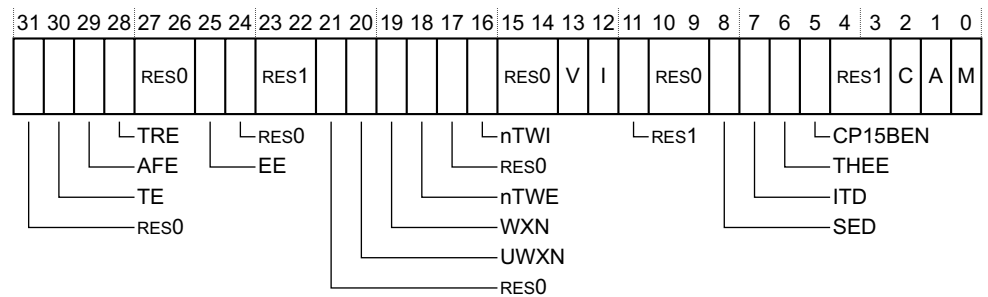 31 30 29 28 27 26 25 24 23 22 21 20 19 18 17 16 15 14 13 12 11 10 9 8 7 6 5 4 3 2 1 0
RES0 RES1 RES0 V I RES0 RES1 C A M
TRE RES0 nTWI RES1 CP15BEN
AFE EE RES0 THEE
TE nTWE ITD
RES0 WXN SED
UWXN
RES0